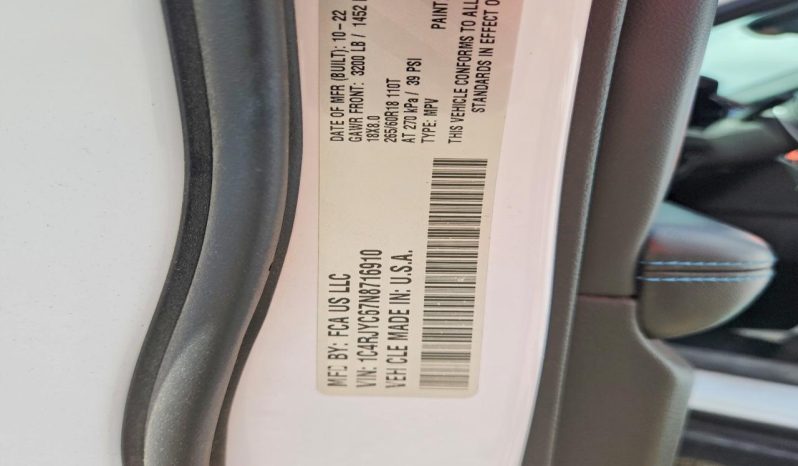 MFD BY: FCA US LLC
VIN: 1C4RJYC67N8716910
VEHICLE MADE IN: U.S.A.
DATE OF MFR (BUILT): 10-22
GAWR FRONT: 3200 LB / 1452
18X8.0
265/60R18 110T
AT 270 kPa / 39 PSI
TYPE: MPV
PAINT
THIS VEHICLE CONFORMS TO ALL
STANDARDS IN EFFECT O